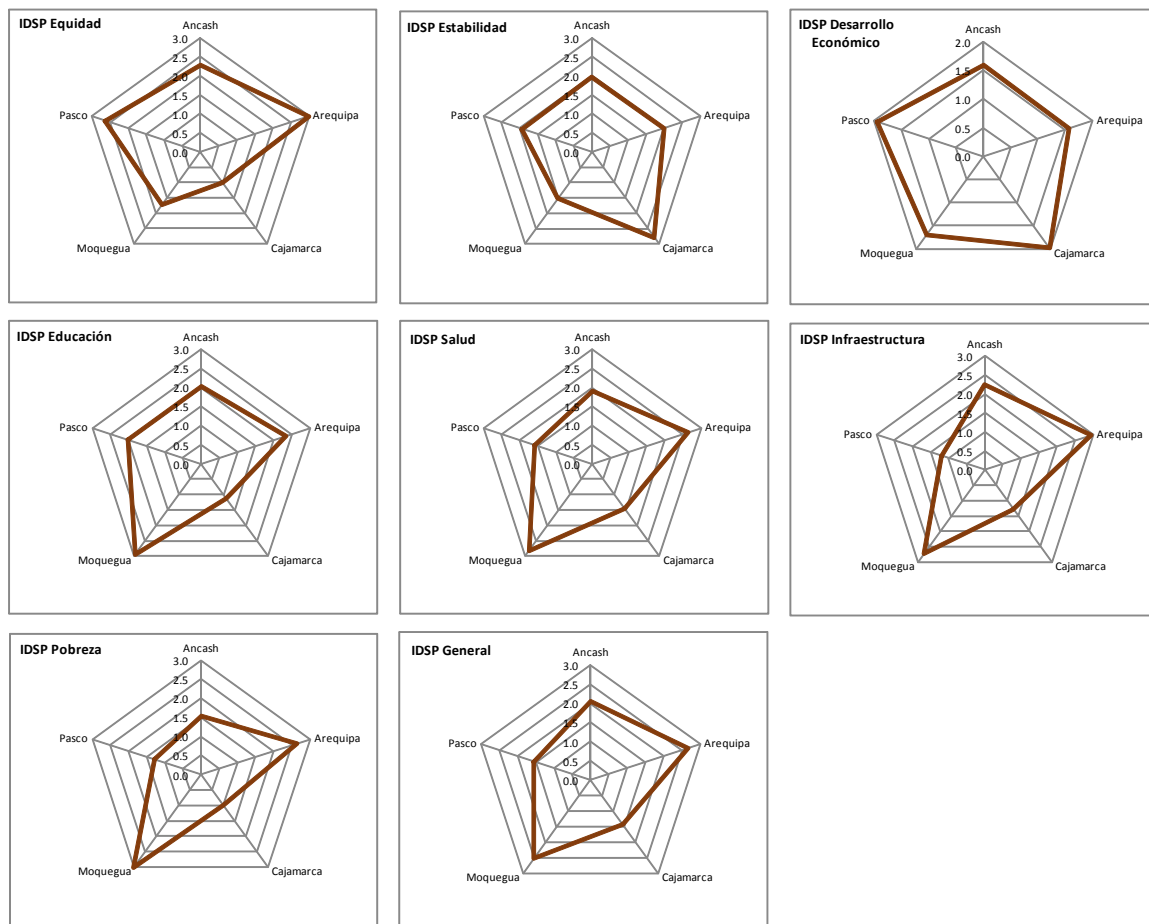 IDSP Equidad
Ancash
3.0
2.5
2.0
1.5
1.0
0.5
0.0
Pasco
Arequipa
Moquegua
Cajamarca
IDSP Estabilidad
Ancash
3.0
2.5
2.0
1.5
1.0
0.5
0.0
Pasco
Arequipa
Moquegua
Cajamarca
IDSP Desarrollo
Económico
Ancash
2.0
1.5
1.0
0.5
0.0
Pasco
Arequipa
Moquegua
Cajamarca
IDSP Educación
Ancash
3.0
2.5
2.0
1.5
1.0
0.5
0.0
Pasco
Arequipa
Moquegua
Cajamarca
IDSP Salud
Ancash
3.0
2.5
2.0
1.5
1.0
0.5
0.0
Pasco
Arequipa
Moquegua
Cajamarca
IDSP Infraestructura
Ancash
3.0
2.5
2.0
1.5
1.0
0.5
0.0
Pasco
Arequipa
Moquegua
Cajamarca
IDSP Pobreza
Ancash
3.0
2.5
2.0
1.5
1.0
0.5
0.0
Pasco
Arequipa
Moquegua
Cajamarca
IDSP General
Ancash
3.0
2.5
2.0
1.5
1.0
0.5
0.0
Pasco
Arequipa
Moquegua
Cajamarca